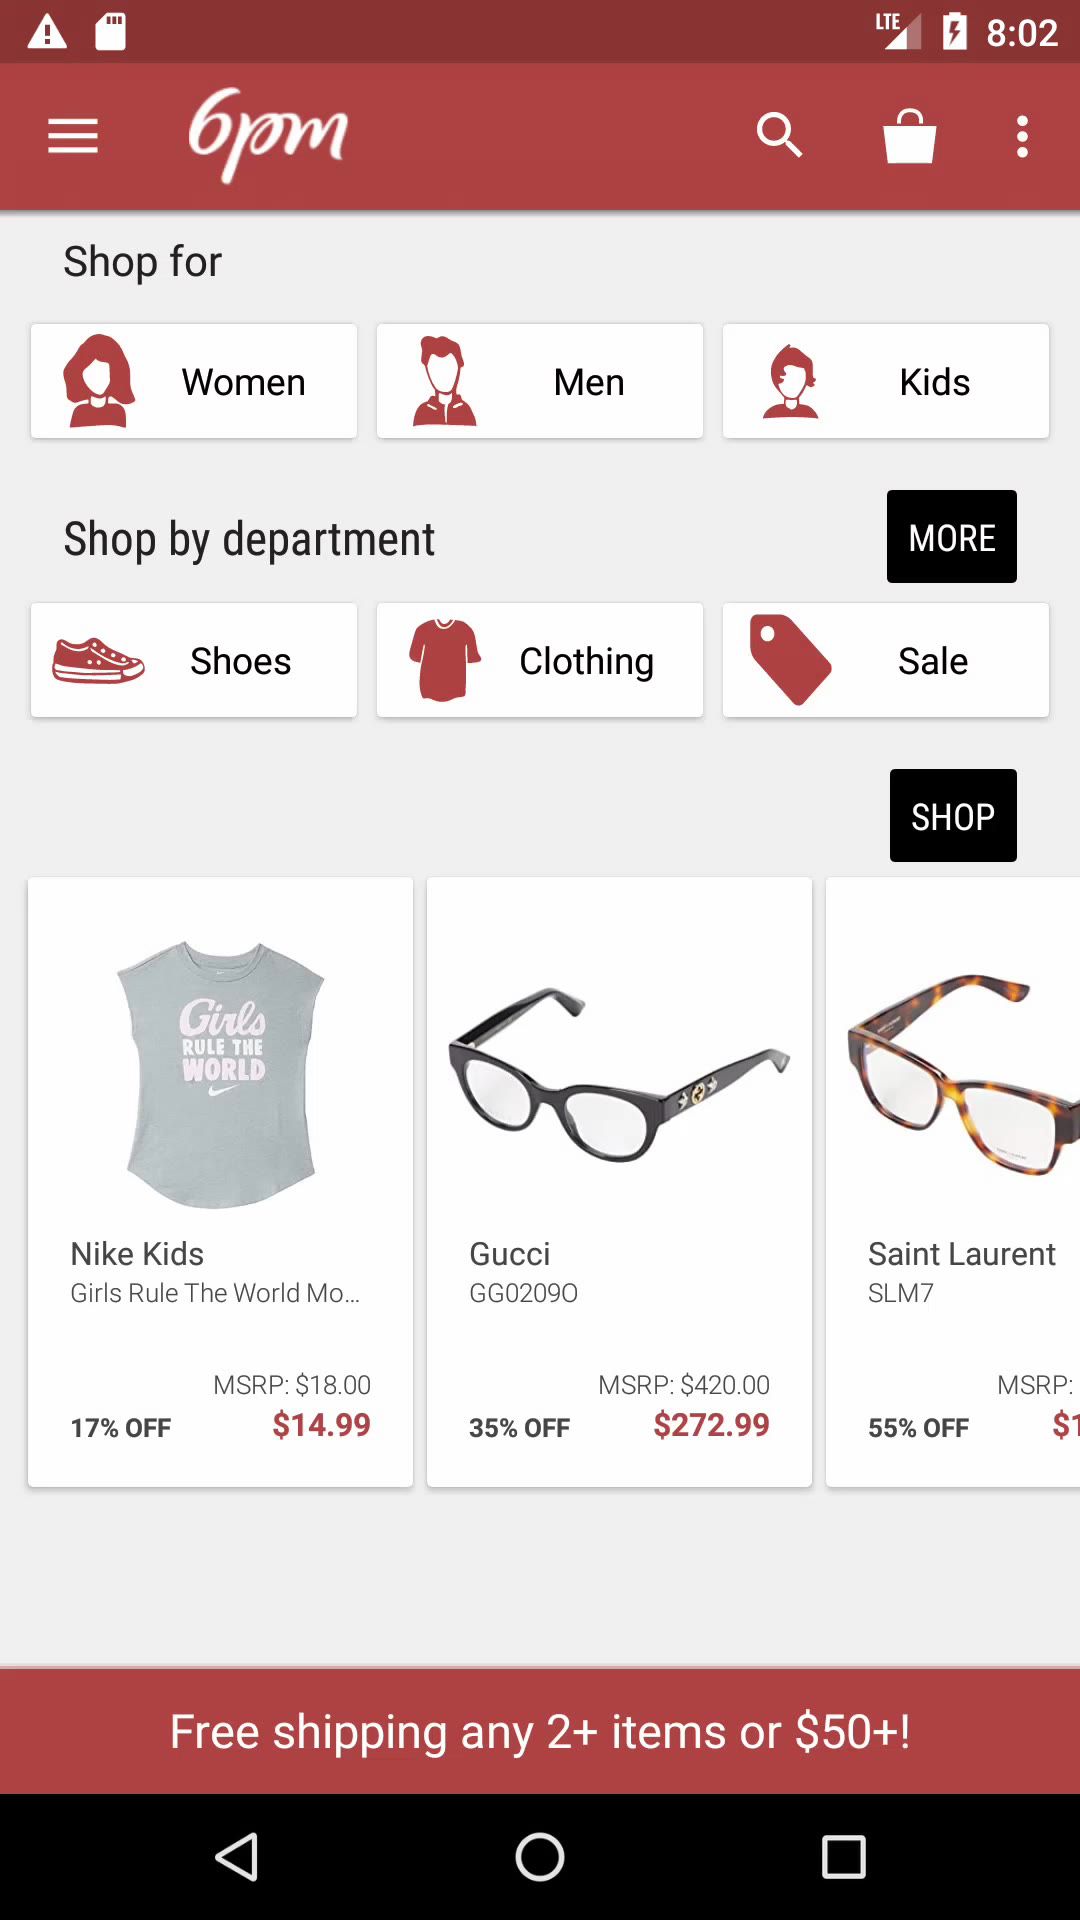 LTE 8:02
6pm
Shop for
Women Men Kids
Shop by department MORE
Shoes Clothing Sale
SHOP
Girls
RULE THE
WORLD
Nike Kids Gucci Saint Laurent
Girls Rule The World Mo... GG0209O SLM7
MSRP: $18.00 MSRP: $420.00 MSRP:
17% OFF $14.99 35% OFF $272.99 55% OFF $1
Free shipping any 2+ items or $50+!